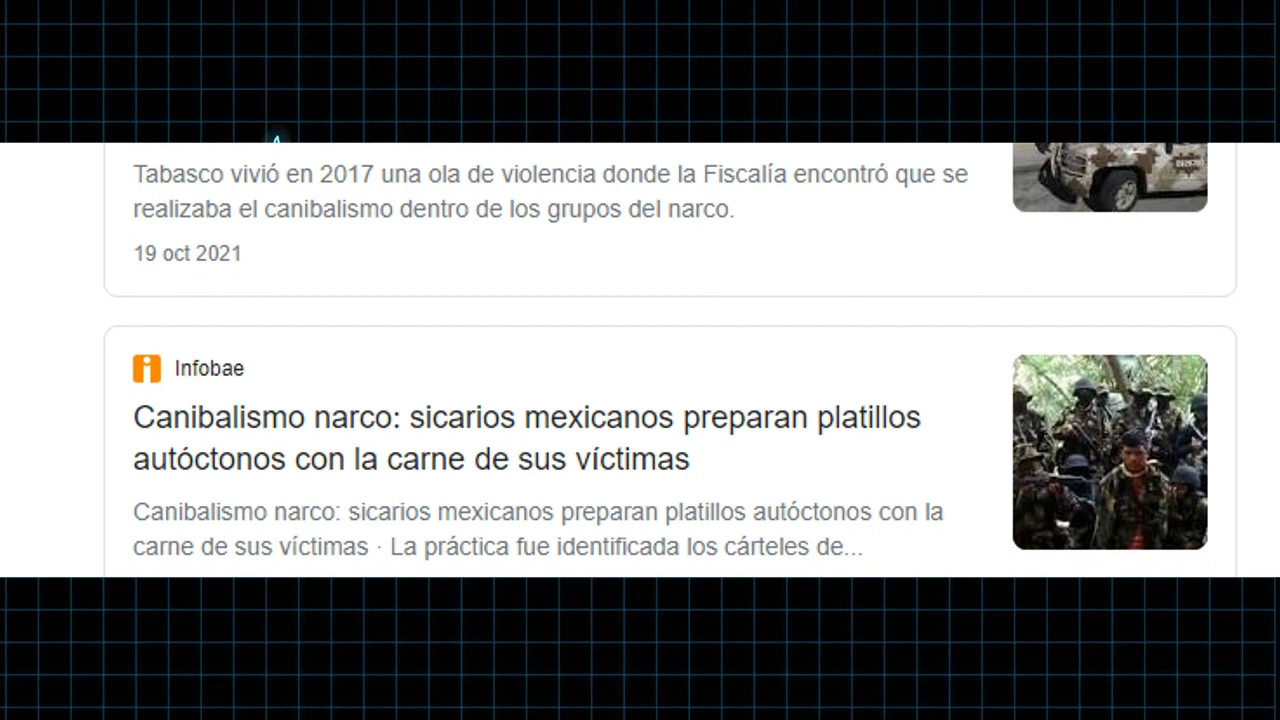 Tabasco vivió en 2017 una ola de violencia donde la Fiscalía encontró que se
realizaba el canibalismo dentro de los grupos del narco.
19 oct 2021
Infobae
Canibalismo narco: sicarios mexicanos preparan platillos
autóctonos con la carne de sus víctimas
Canibalismo narco: sicarios mexicanos preparan platillos autóctonos con la
carne de sus víctimas · La práctica fue identificada los cárteles de...